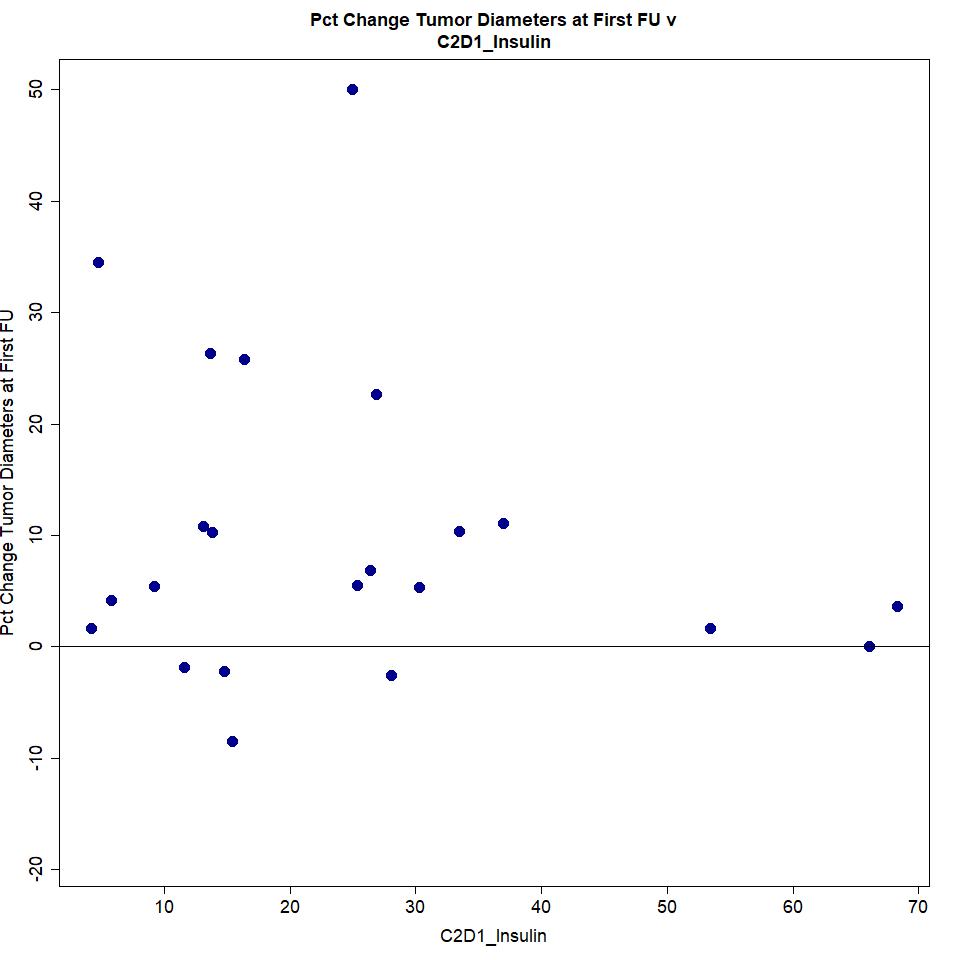 Pct Change Tumor Diameters at First FU v
C2D1_Insulin
Pct Change Tumor Diameters at First FU
50
40
30
20
10
0
-10
-20
10 20 30 40 50 60 70
C2D1_Insulin